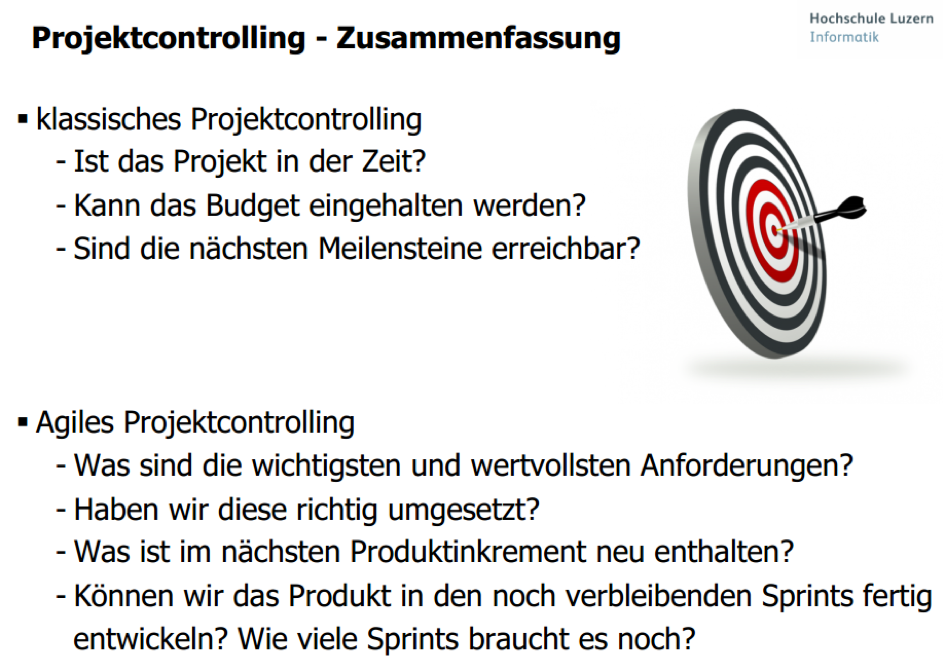 Projektcontrolling - Zusammenfassung
Hochschule Luzern
Informatik
▪ klassisches Projektcontrolling
- Ist das Projekt in der Zeit?
- Kann das Budget eingehalten werden?
- Sind die nächsten Meilensteine erreichbar?
▪ Agiles Projektcontrolling
- Was sind die wichtigsten und wertvollsten Anforderungen?
- Haben wir diese richtig umgesetzt?
- Was ist im nächsten Produktinkrement neu enthalten?
- Können wir das Produkt in den noch verbleibenden Sprints fertig
entwickeln? Wie viele Sprints braucht es noch?